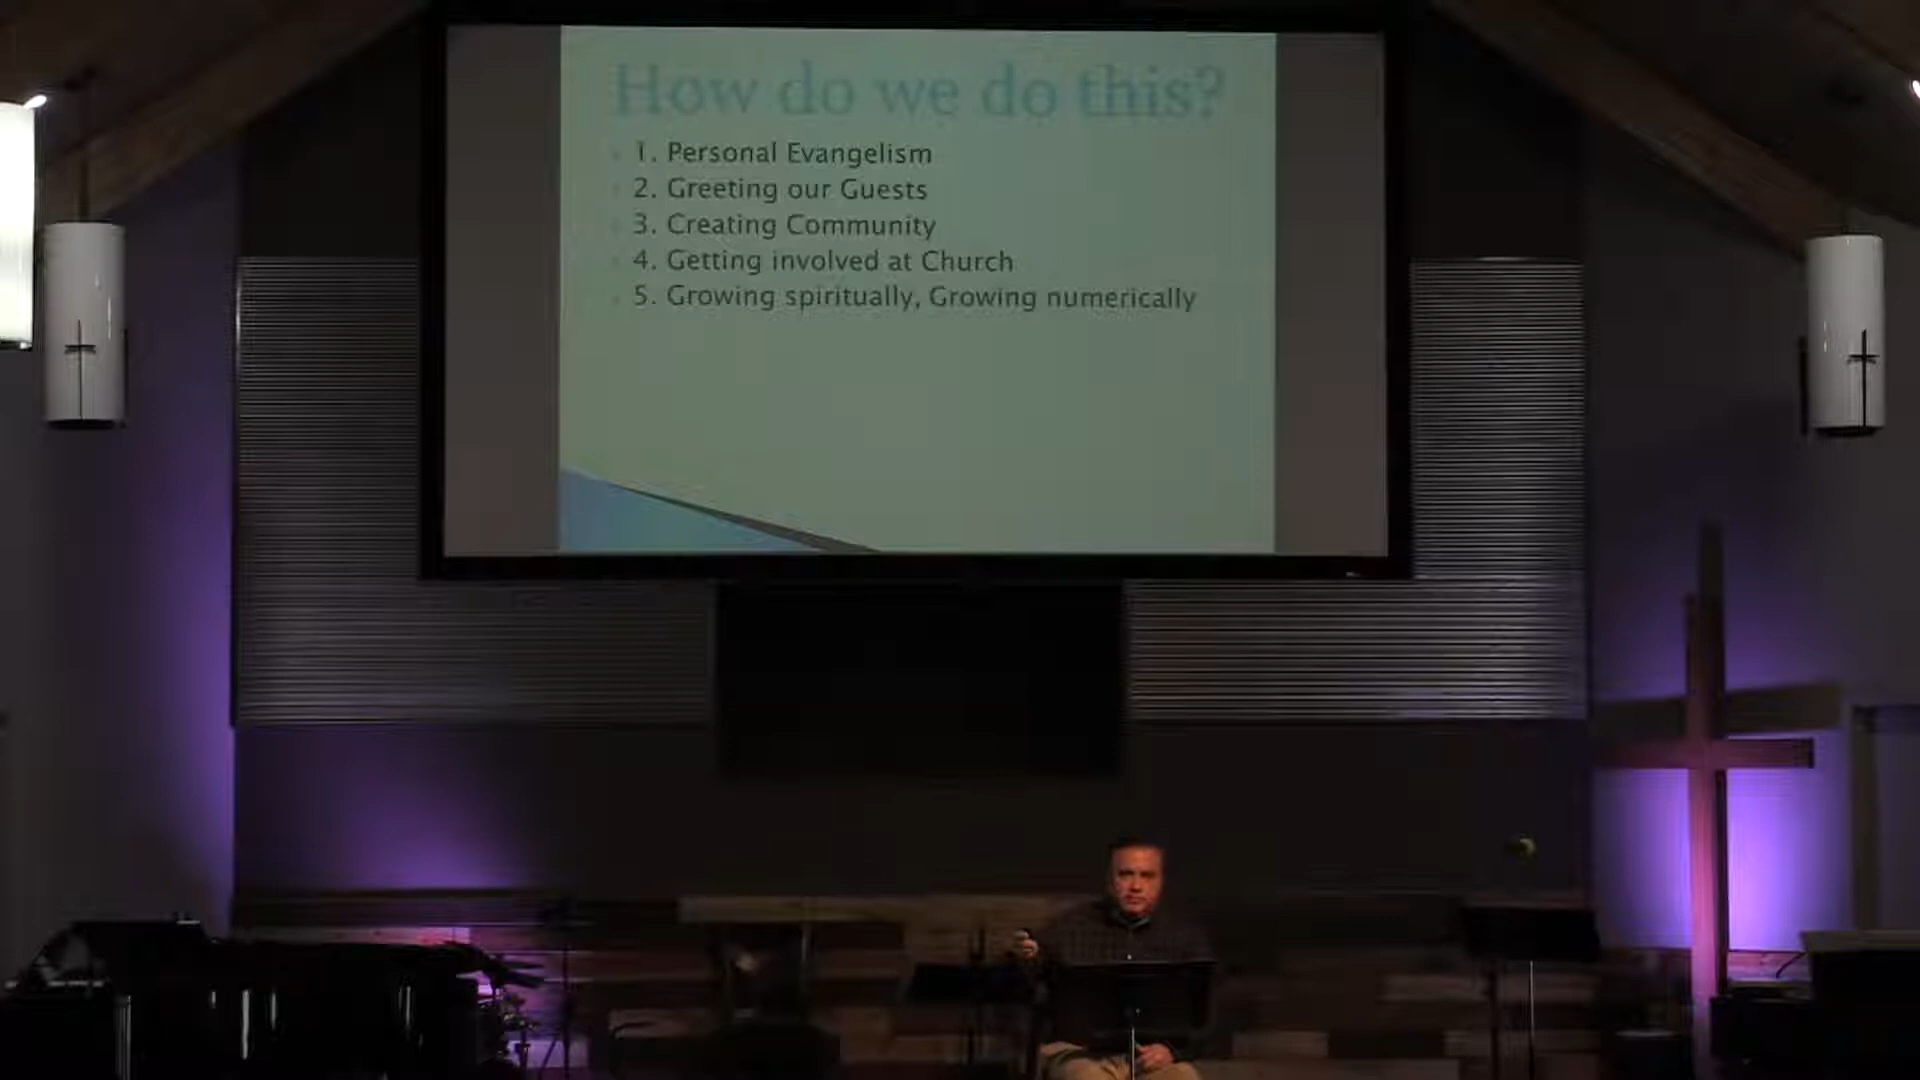 How do we do this?
1. Personal Evangelism
2. Greeting our Guests
3. Creating Community
4. Getting involved at Church
5. Growing spiritually, Growing numerically